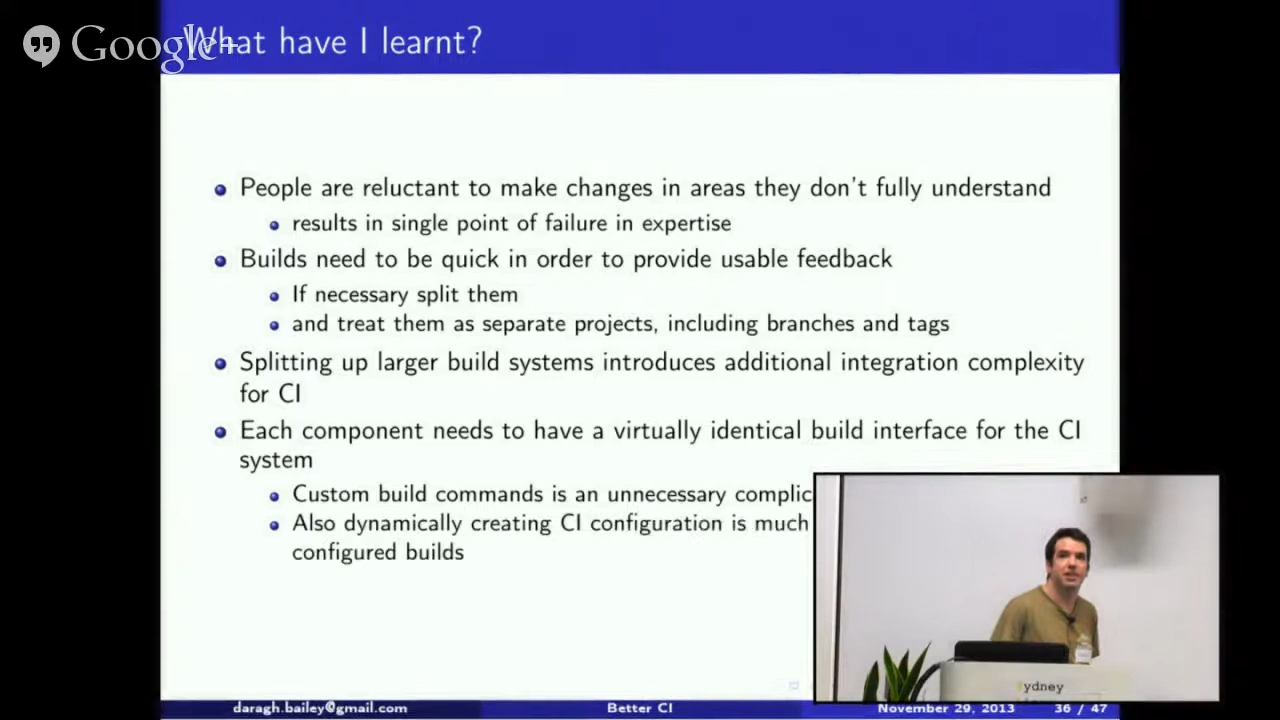 Google+
What have I learnt?
People are reluctant to make changes in areas they don't fully understand
results in single point of failure in expertise
Builds need to be quick in order to provide usable feedback
If necessary split them
and treat them as separate projects, including branches and tags
Splitting up larger build systems introduces additional integration complexity
for CI
Each component needs to have a virtually identical build interface for the CI
system
Custom build commands is an unnecessary complic
Also dynamically creating CI configuration is much
configured builds
ydney
daragh.bailey@gmail.com
Better CI
November 29, 2013
36 / 47